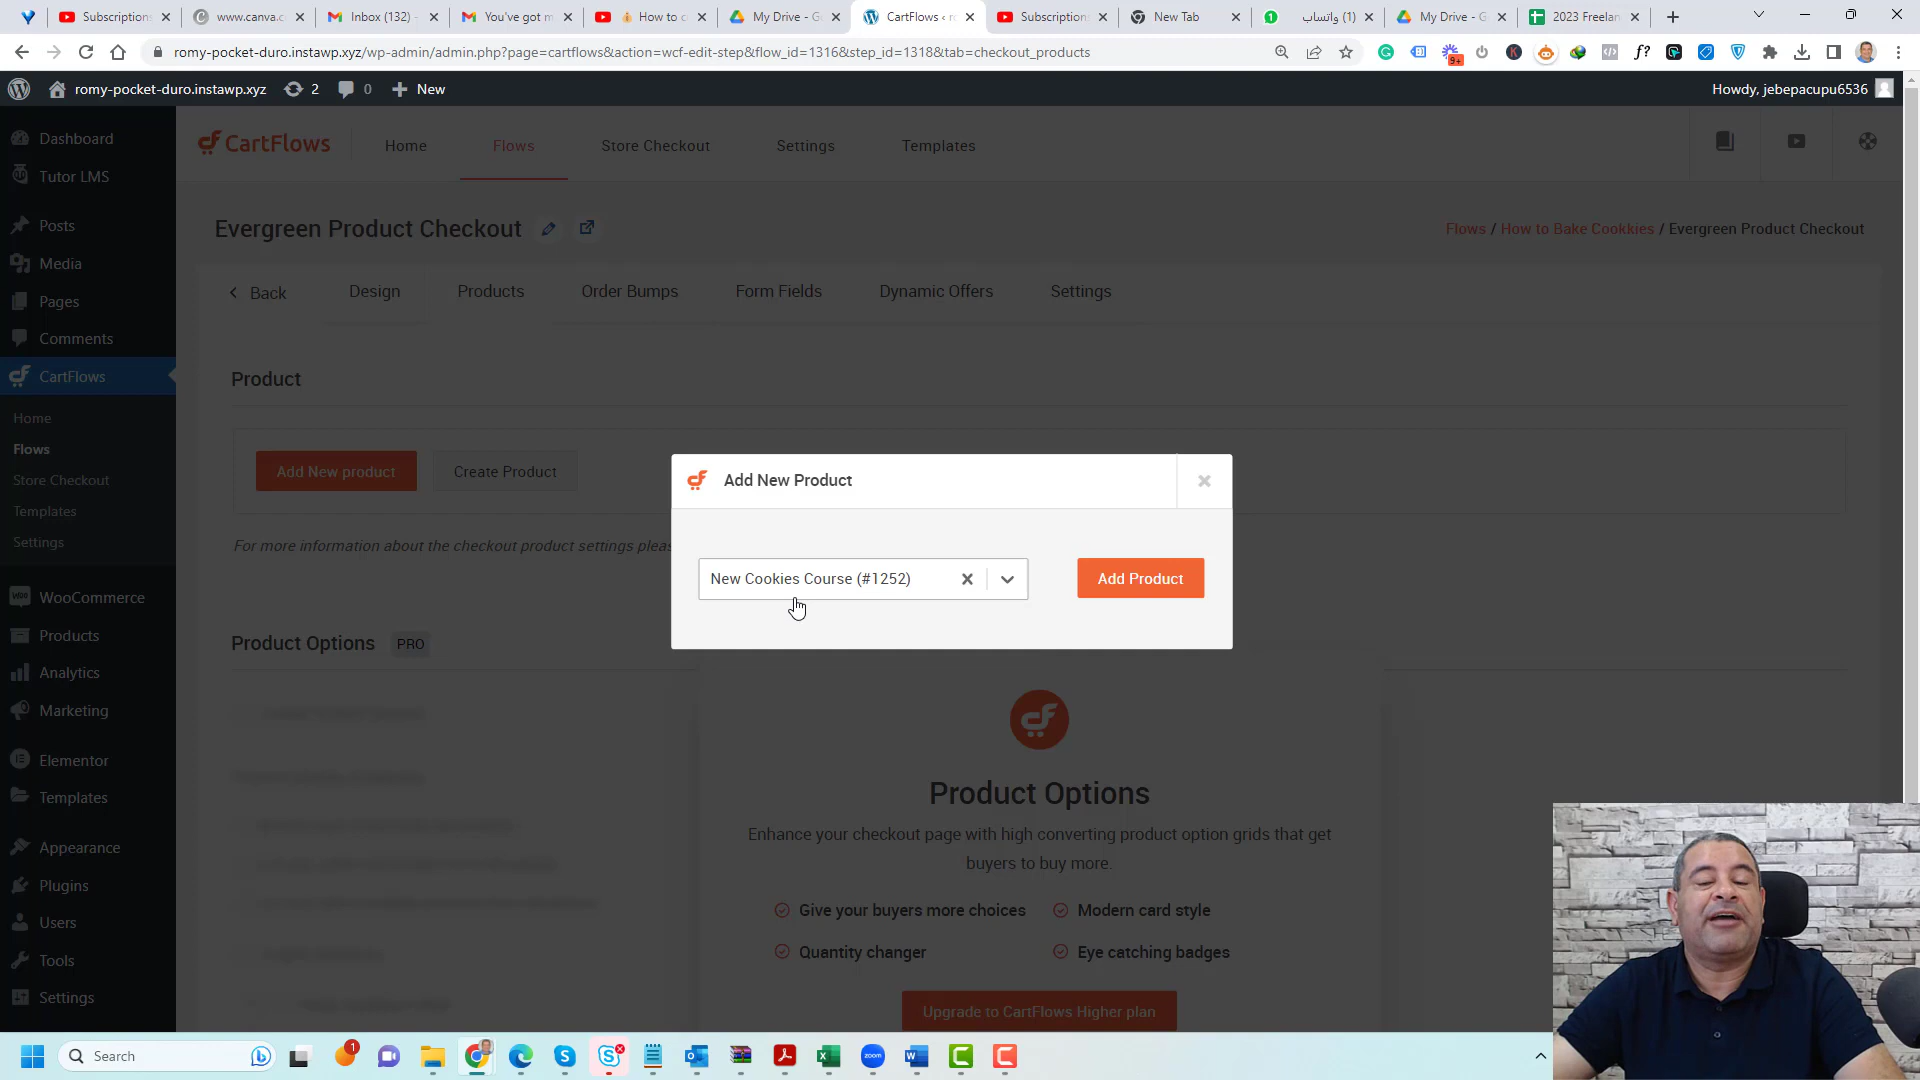 Subscriptions
www.canva.c
Inbox (132) -
You've got m
How to c
My Drive - G
CartFlows ‹ r
Subscriptions
New Tab
واتساب (1)
My Drive - G
2023 Freelan
romy-pocket-duro.instawp.xyz/wp-admin/admin.php?page=cartflows&action=wcf-edit-step&flow_id=1316&step_id=1318&tab=checkout_products
9+
f?
romy-pocket-duro.instawp.xyz
2
0
New
Howdy, jebepacupu6536
Dashboard
Tutor LMS
Posts
Media
Pages
Comments
CartFlows
Home
Flows
Store Checkout
Templates
Settings
WooCommerce
Products
Analytics
Marketing
Elementor
Templates
Appearance
Plugins
Users
Tools
Settings
CartFlows
Home
Flows
Store Checkout
Settings
Templates
Evergreen Product Checkout
Flows / How to Bake Cookkies / Evergreen Product Checkout
Back
Design
Products
Order Bumps
Form Fields
Dynamic Offers
Settings
Product
Add New product
Create Product
For more information about the checkout product settings pleas
Add New Product
New Cookies Course (#1252)
Add Product
Product Options PRO
Product Options
Enhance your checkout page with high converting product option grids that get
buyers to buy more.
Give your buyers more choices
Modern card style
Quantity changer
Eye catching badges
Upgrade to CartFlows Higher plan
Search
1
zoom